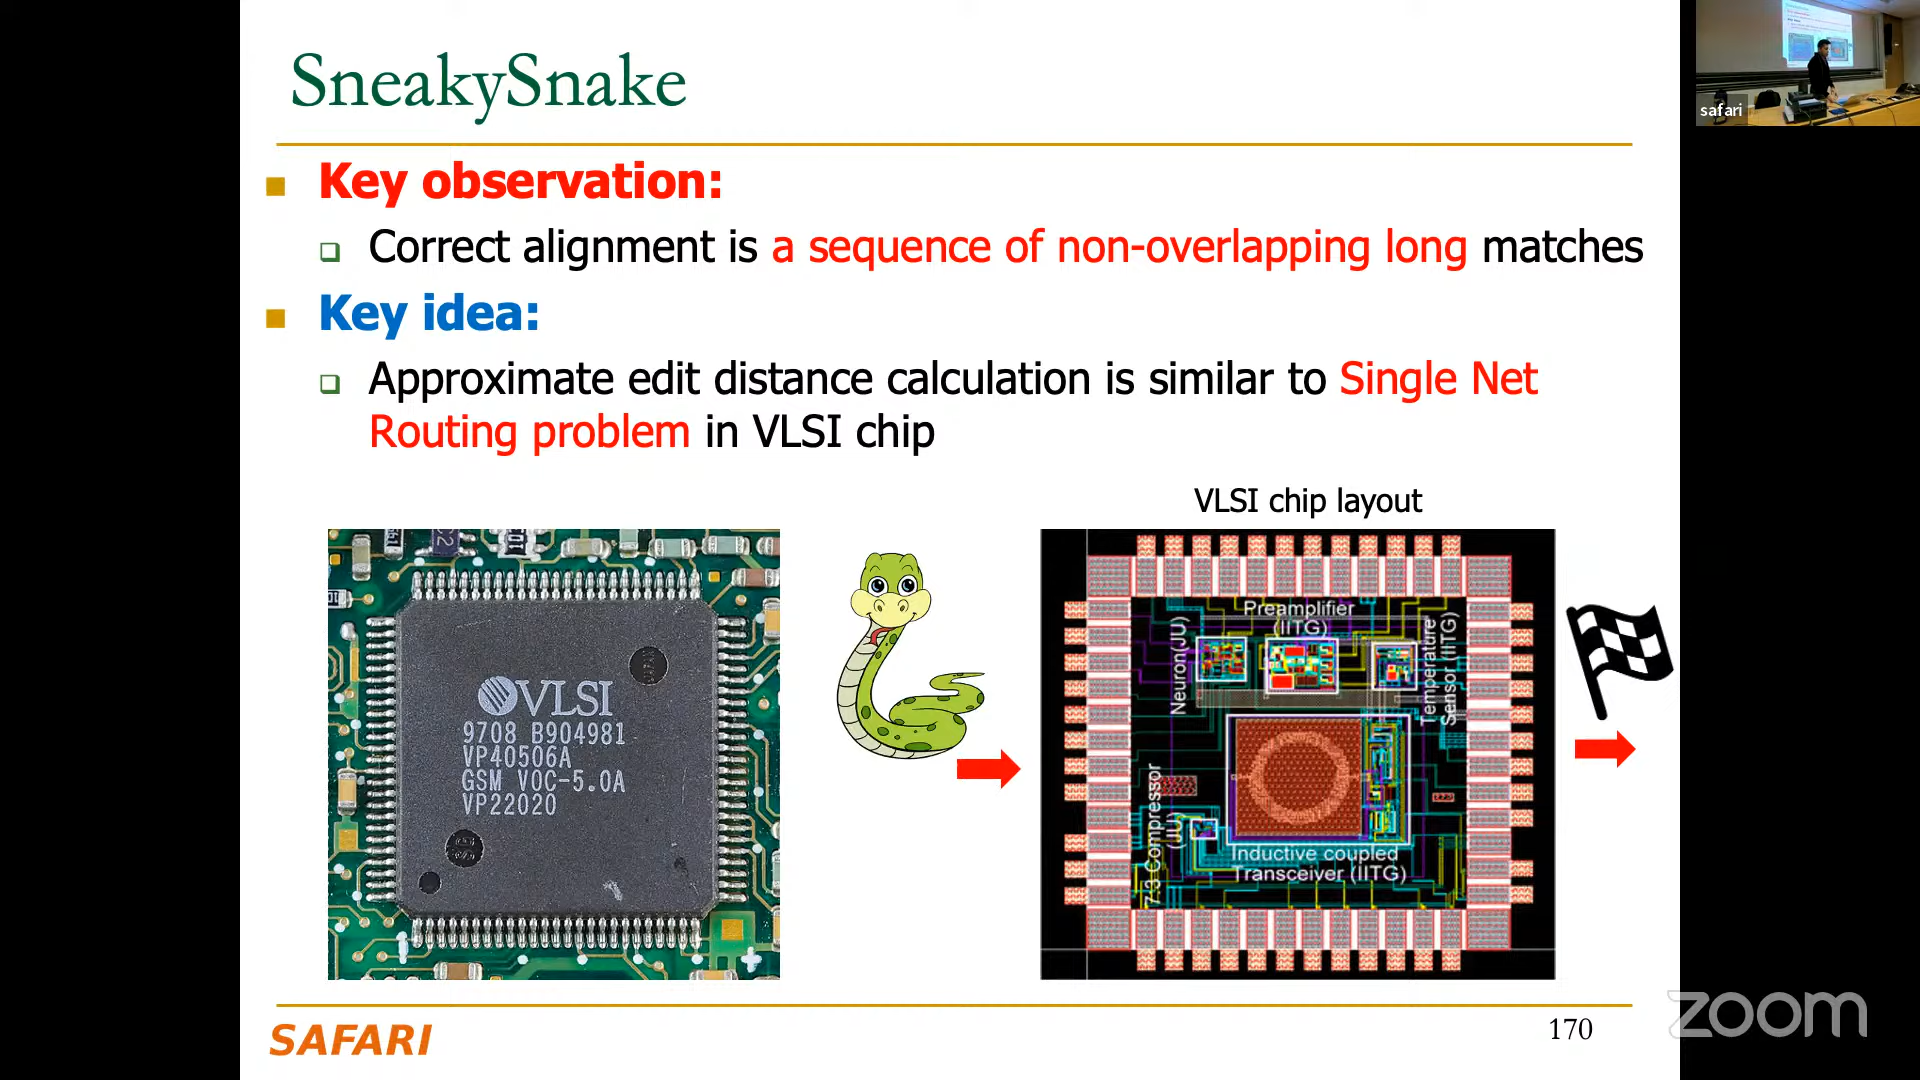 SneakySnake
safari
Key observation:
Correct alignment is a sequence of non-overlapping long matches
Key idea:
Approximate edit distance calculation is similar to Single Net
Routing problem in VLSI chip
VLSI chip layout
VLSI
9708 B904981
VP40506A
GSM VOC-5.0A
VP22020
Preamplifier
(IITG)
Neuron(JU)
Temperature
Sensor (IITG)
7:3 Compressor
(JU)
Inductive coupled
Transceiver (IITG)
SAFARI
170
zoom